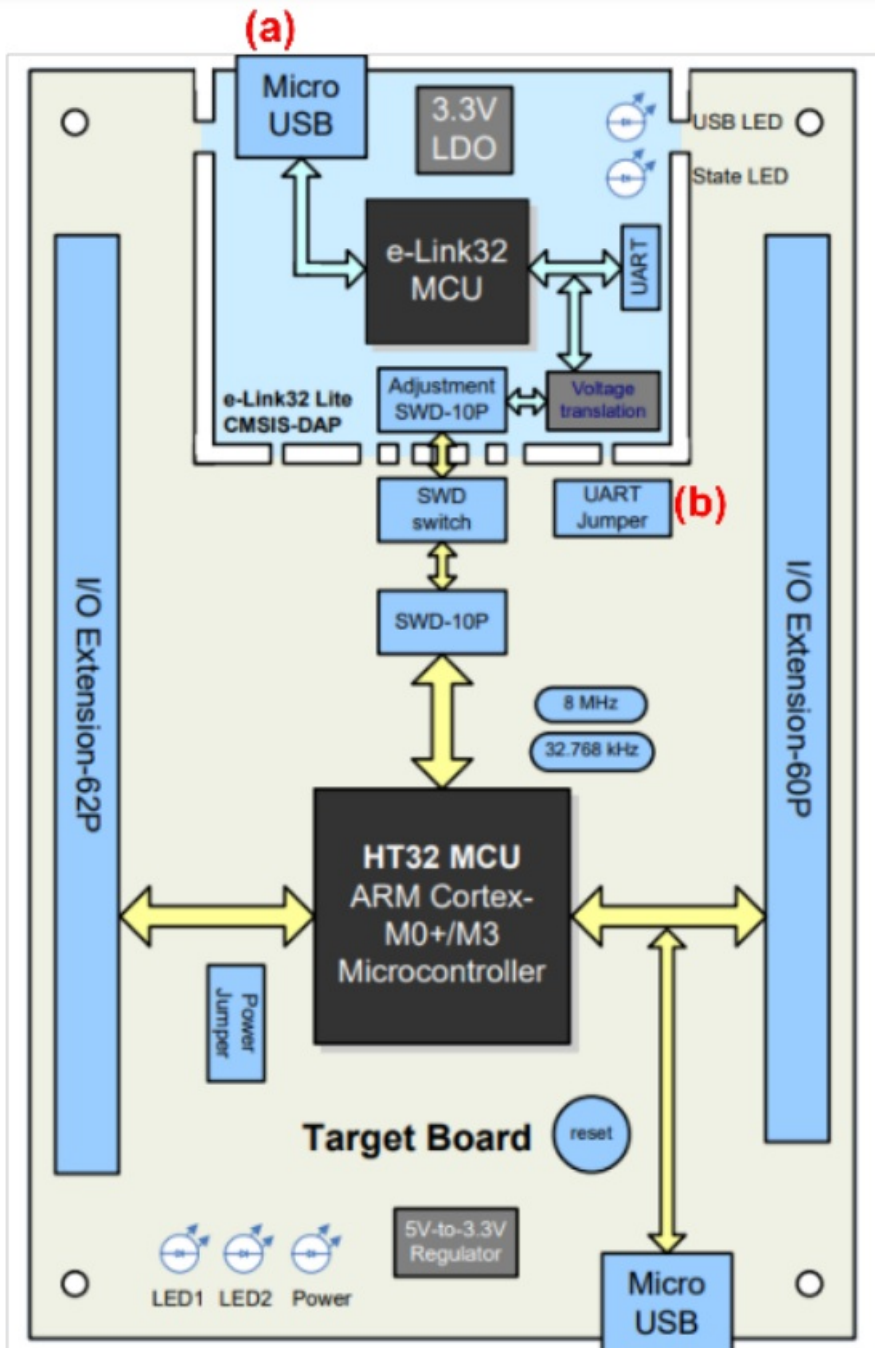 (a)
Micro
USB
3.3V
LDO
USB LED
State LED
e-Link32
MCU
UART
Adjustment
SWD-10P
Voltage
translation
e-Link32 Lite
CMSIS-DAP
SWD
switch
UART
Jumper
(b)
SWD-10P
I/O Extension-62P
I/O Extension-60P
8 MHz
32.768 kHz
HT32 MCU
ARM Cortex-
M0+/M3
Microcontroller
Power
Jumper
Target Board
reset
5V-to-3.3V
Regulator
LED1 LED2 Power
Micro
USB